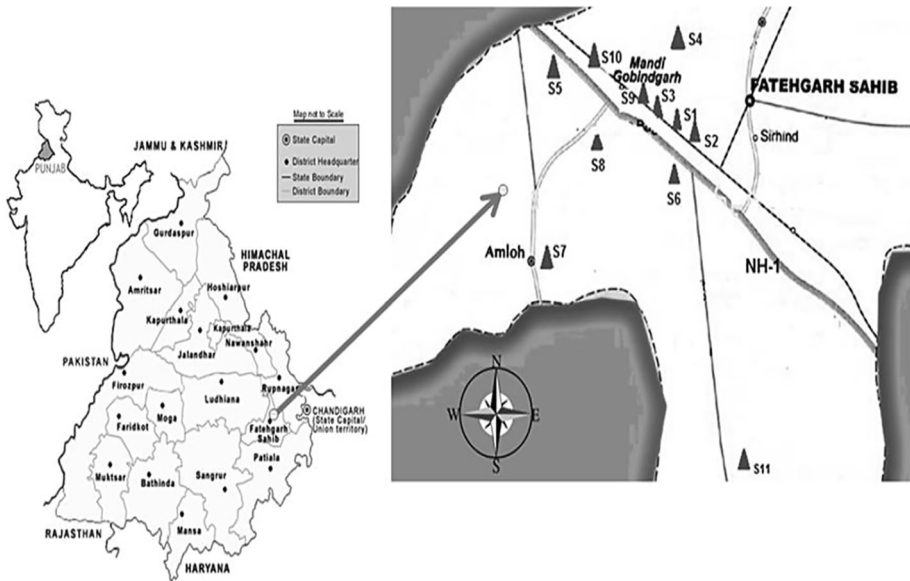 PUNJAB
Map not to Scale
State Capital
District Headquarter
State Boundary
District Boundary
JAMMU & KASHMIR
Gurdaspur
HIMACHAL
PRADESH
Amritsar
Hoshiarpur
Kapurthala
Kapurthala
Nawanshahr
Jalandhar
PAKISTAN
Firozpur
Rupnagar
Ludhiana
Moga
Faridkot
CHANDIGARH
(State Capital/
Union territory)
Fatehgarh
Sahib
Patiala
Muktsar
Bathinda
Sangrur
Mansa
RAJASTHAN
HARYANA
S4
S10
Mandi
Gobindgarh
S5
S9
S3
S1
S2
FATEHGARH SAHIB
Sirhind
S8
S6
Amloh
S7
NH-1
N
W
E
S
S11